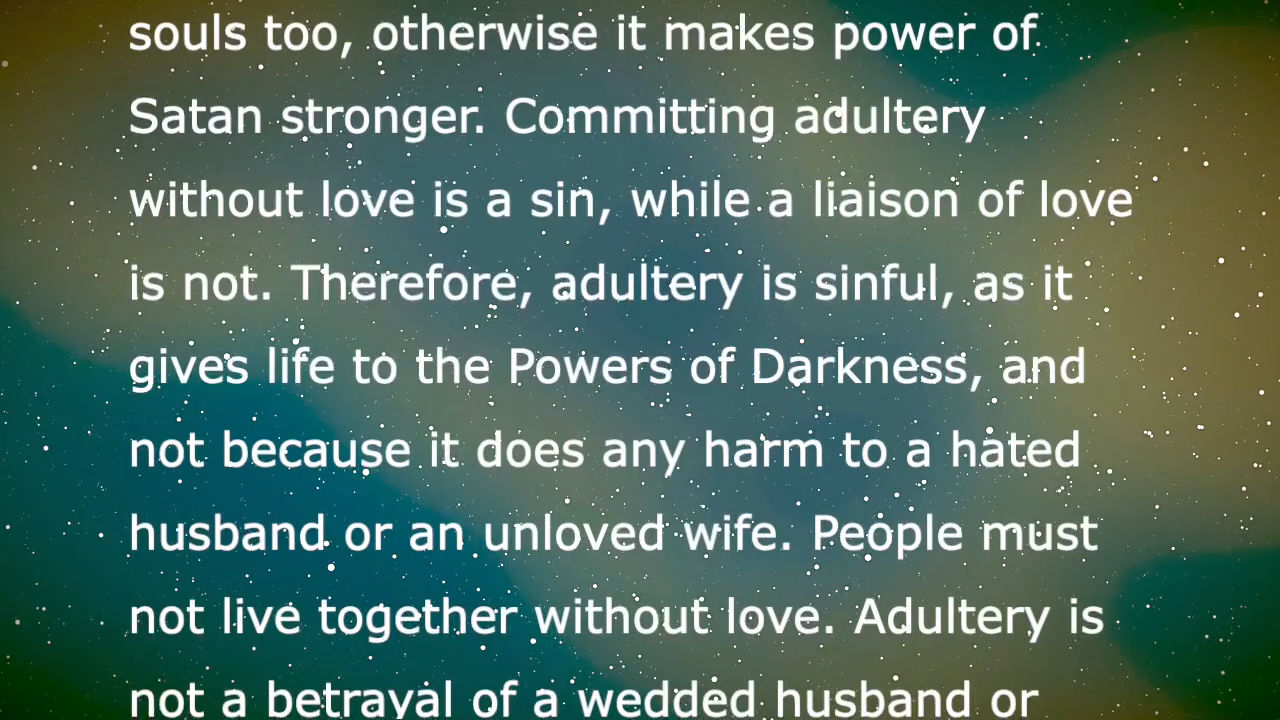 souls too, otherwise it makes power of
Satan stronger. Committing adultery
without love is a sin, while a liaison of love
is not. Therefore, adultery is sinful, as it
gives life to the Powers of Darkness, and
not because it does any harm to a hated
husband or an unloved wife. People must
not live together without love. Adultery is
not a betrayal of a wedded husband or